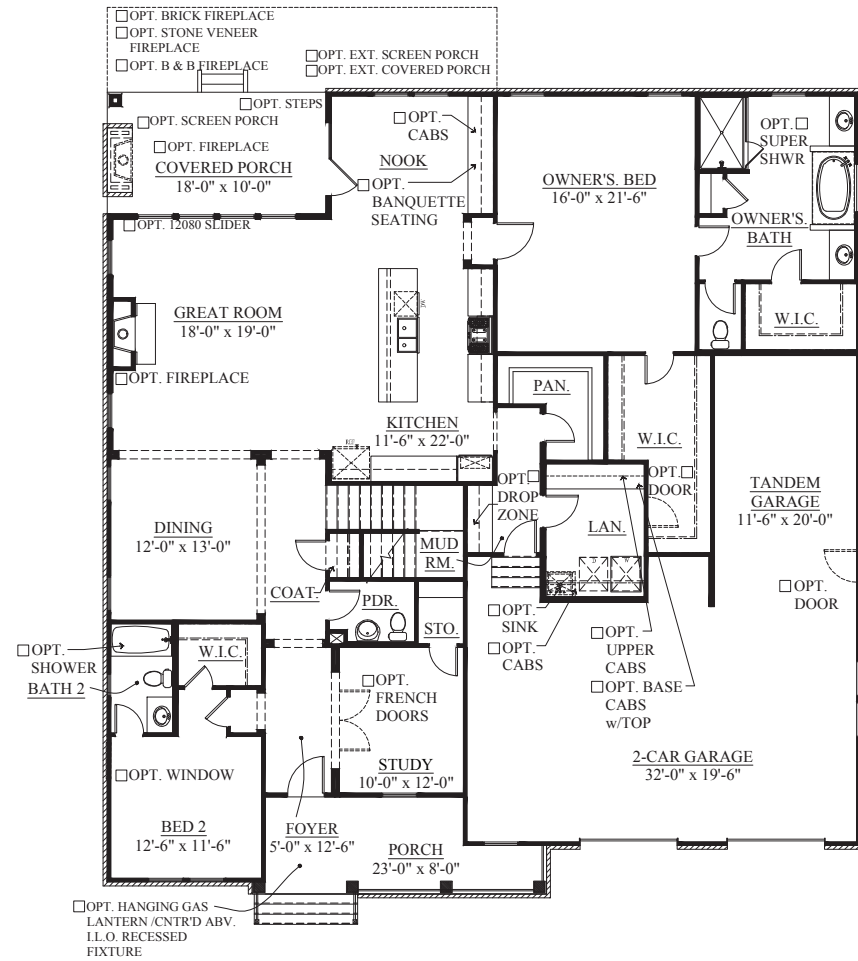 OPT. BRICK FIREPLACE
OPT. STONE VENEER
FIREPLACE
OPT. B & B FIREPLACE
OPT. EXT. SCREEN PORCH
OPT. EXT. COVERED PORCH
OPT. STEPS
OPT. SCREEN PORCH
OPT. FIREPLACE
COVERED PORCH
18'-0" x 10'-0"
OPT.
CABS
NOOK
OPT.
BANQUETTE
SEATING
OWNER'S. BED
16'-0" x 21'-6"
OPT.
SUPER
SHWR
OWNER'S.
BATH
W.I.C.
OPT. 12080 SLIDER
GREAT ROOM
18'-0" x 19'-0"
OPT. FIREPLACE
KITCHEN
11'-6" x 22'-0"
PAN.
W.I.C.
OPT.
DOOR
TANDEM
GARAGE
11'-6" x 20'-0"
OPT.
DOOR
OPT.
DROP
ZONE
LAN.
DINING
12'-0" x 13'-0"
MUD
RM.
COAT
PDR.
STO.
OPT.
SINK
OPT.
CABS
OPT.
UPPER
CABS
OPT. BASE
CABS
w/TOP
OPT.
SHOWER
BATH 2
W.I.C.
OPT.
FRENCH
DOORS
STUDY
10'-0" x 12'-0"
2-CAR GARAGE
32'-0" x 19'-6"
OPT. WINDOW
BED 2
12'-6" x 11'-6"
FOYER
5'-0" x 12'-6"
PORCH
23'-0" x 8'-0"
OPT. HANGING GAS
LANTERN /CNTR'D ABV.
I.L.O. RECESSED
FIXTURE